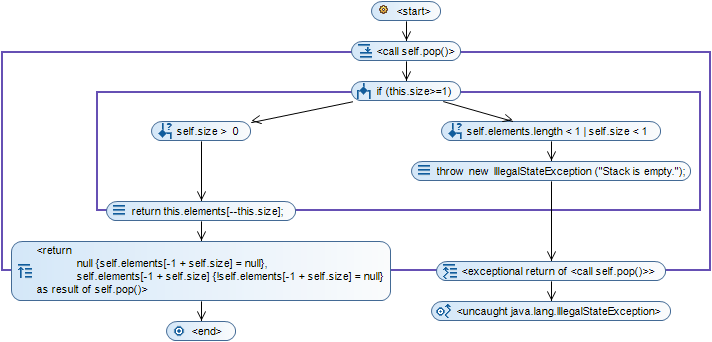 <start>
<call self.pop()>
if (this.size>=1)
self.size > 0
self.elements.length < 1 | self.size < 1
throw new IllegalStateException ("Stack is empty.");
return this.elements[--this.size];
<return
null {self.elements[-1 + self.size] = null},
self.elements[-1 + self.size] {!self.elements[-1 + self.size] = null}
as result of self.pop()>
<exceptional return of <call self.pop()>>
<uncaught java.lang.IllegalStateException>
<end>